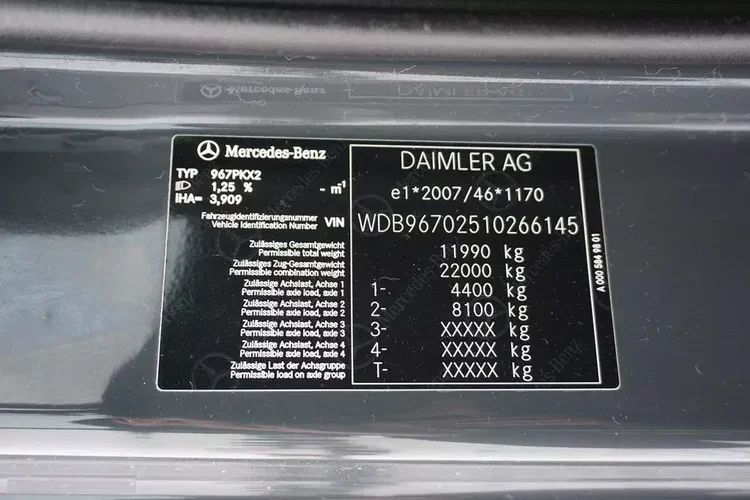 Mercedes-Benz DAIMLER AG
Mercedes-Benz
DAIMLER AG
TYP 967PKX2
1,25 % - m⁻¹
IHA= 3,909
e1*2007/46*1170
Fahrzeugidentifizierungsnummer
Vehicle Identification Number VIN WDB96702510266145
Zulässiges Gesamtgewicht
Permissible total weight 11990 kg
Zulässiges Zug-Gesamtgewicht
Permissible combination weight 22000 kg
Zulässige Achslast, Achse 1
Permissible axle load, axle 1 1- 4400 kg
Zulässige Achslast, Achse 2
Permissible axle load, axle 2 2- 8100 kg
Zulässige Achslast, Achse 3
Permissible axle load, axle 3 3- XXXXX kg
Zulässige Achslast, Achse 4
Permissible axle load, axle 4 4- XXXXX kg
Zulässige Last der Achsgruppe
Permissible load on axle group T- XXXXX kg
A 000 584 98 01